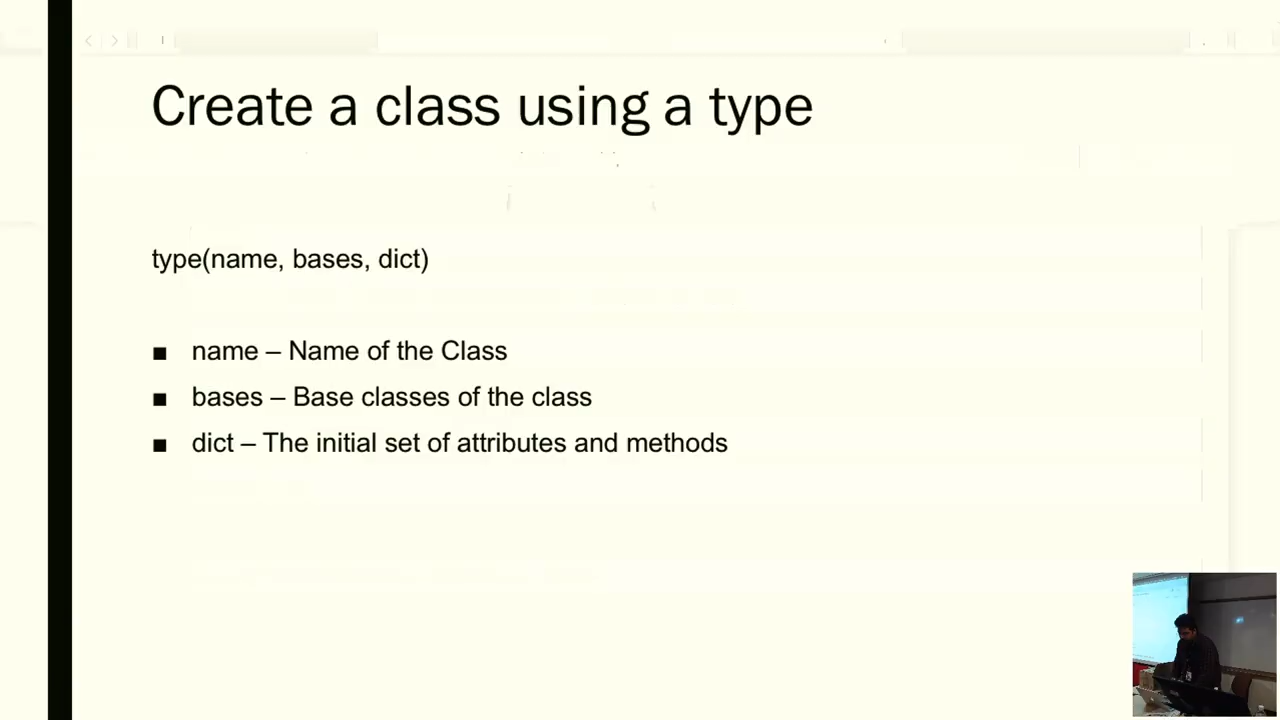 Create a class using a type
type(name, bases, dict)
■ name – Name of the Class
■ bases – Base classes of the class
■ dict – The initial set of attributes and methods